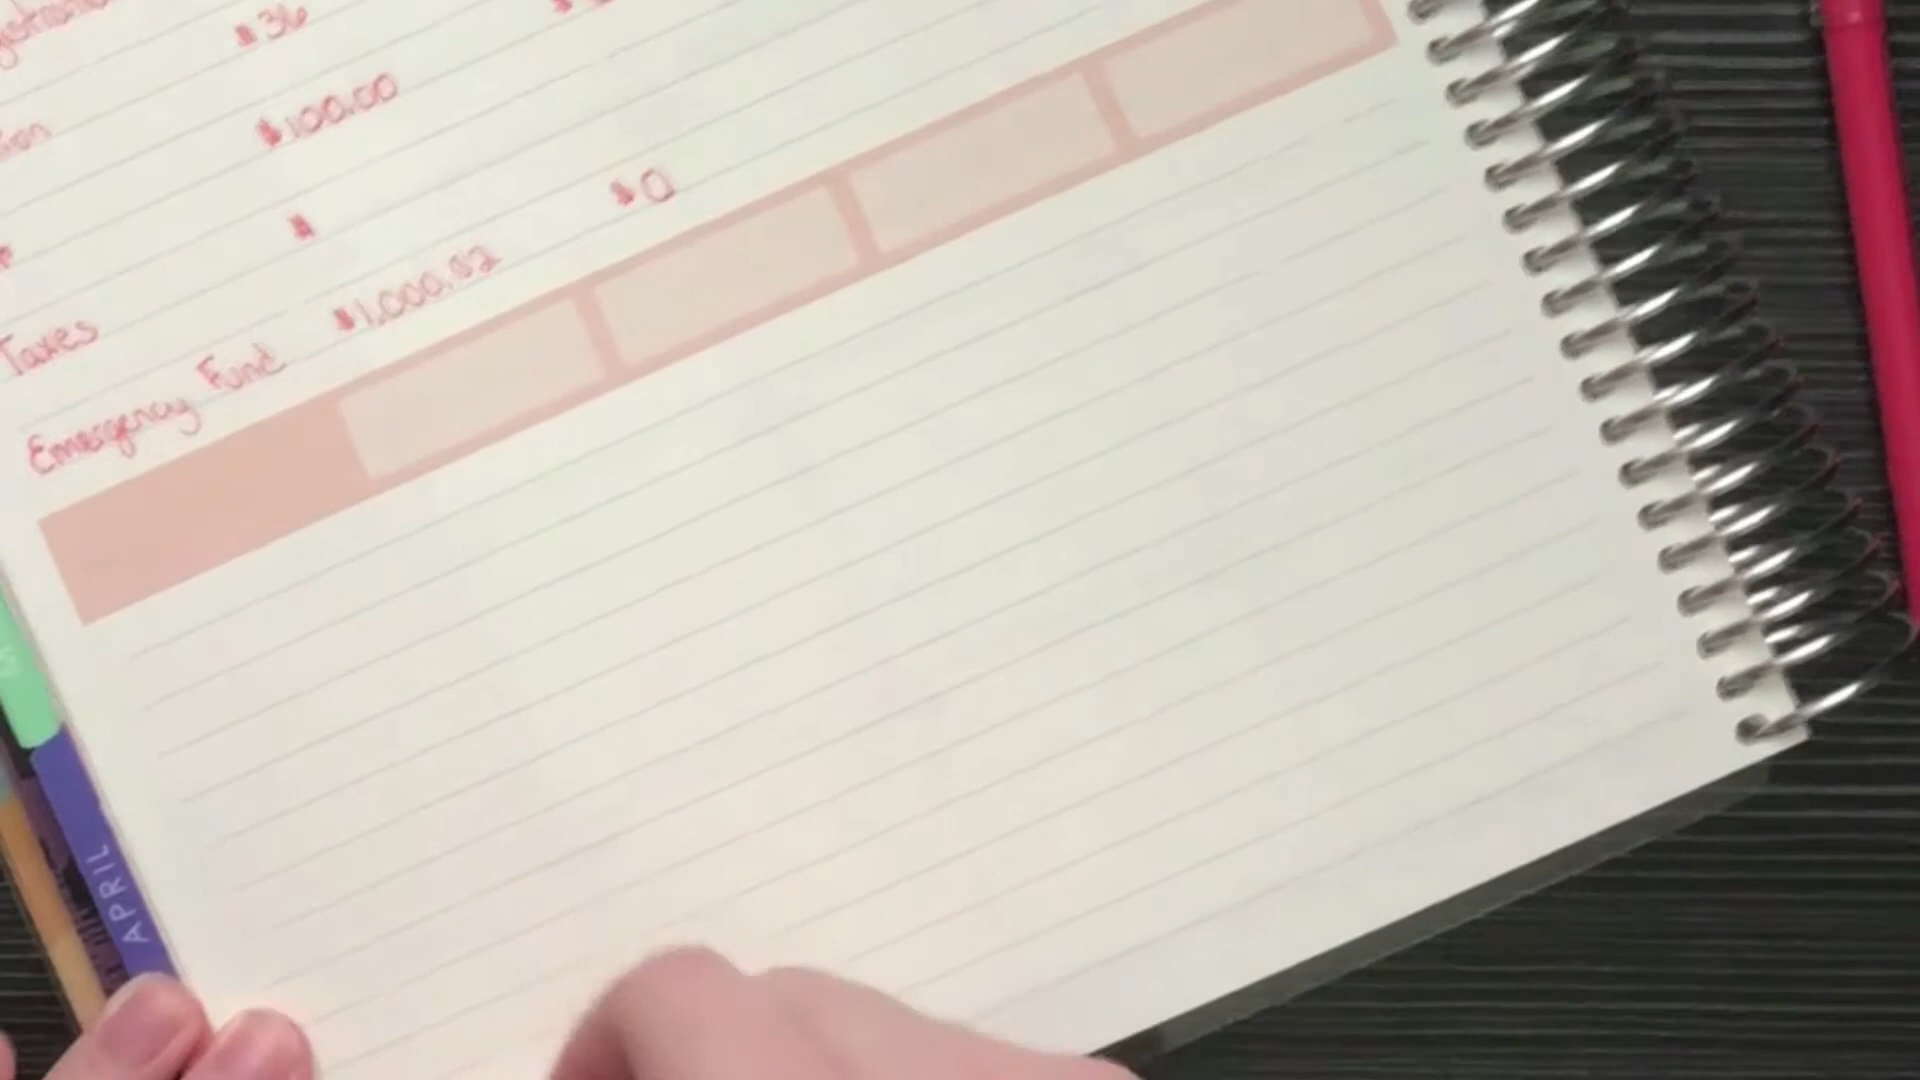 $36
$100.00
$
$0
Taxes
Emergency Fund $1,000.02
APRIL